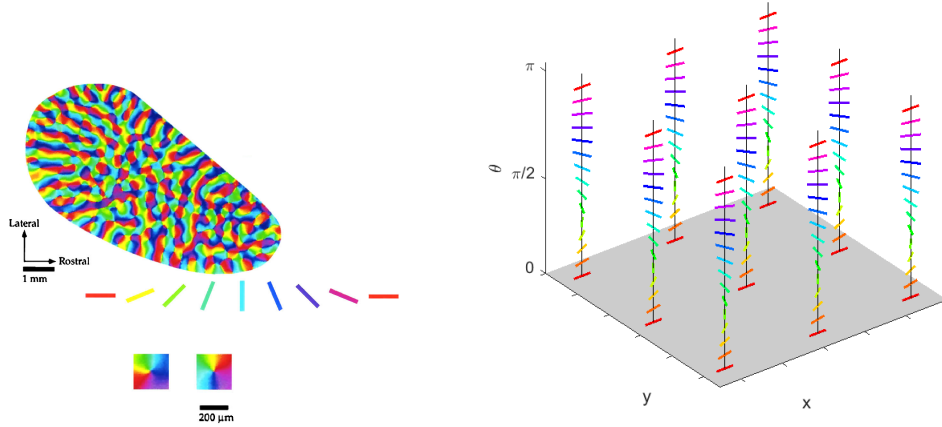 Lateral
Rostral
1 mm
200 μm
π
θ
π/2
0
y
x